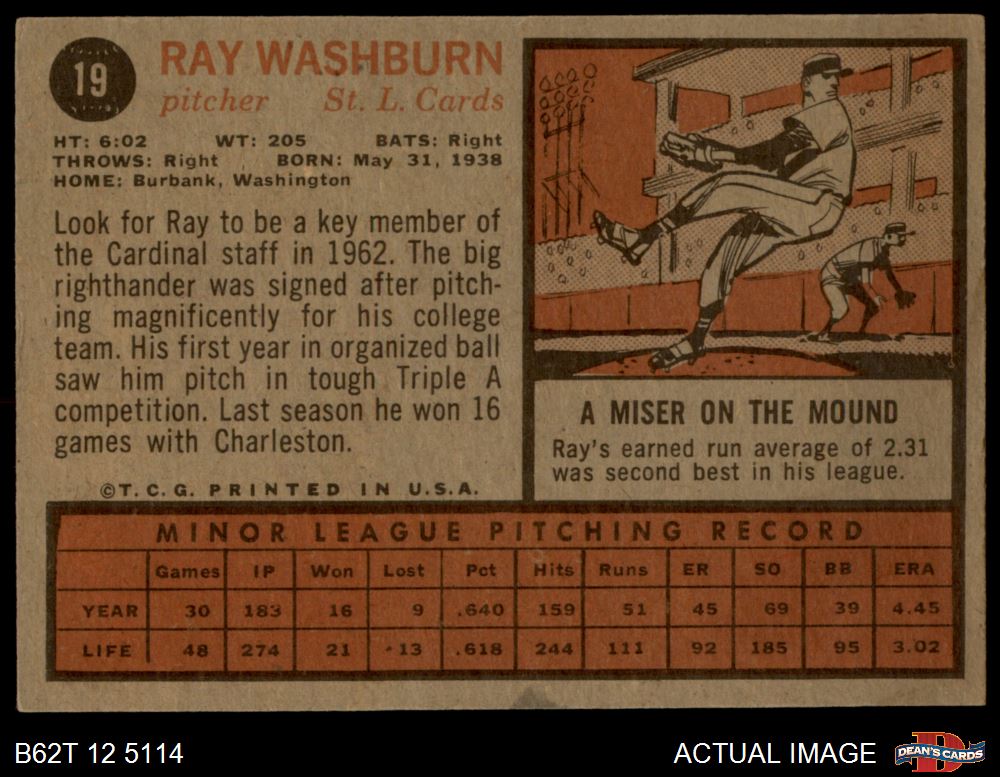 19
RAY WASHBURN
pitcher St. L. Cards
HT: 6:02 WT: 205 BATS: Right
THROWS: Right BORN: May 31, 1938
HOME: Burbank, Washington
Look for Ray to be a key member of
the Cardinal staff in 1962. The big
righthander was signed after pitch-
ing magnificently for his college
team. His first year in organized ball
saw him pitch in tough Triple A
competition. Last season he won 16
games with Charleston.
©T.C.G. PRINTED IN U.S.A.
A MISER ON THE MOUND
Ray's earned run average of 2.31
was second best in his league.
MINOR LEAGUE PITCHING RECORD
Games IP Won Lost Pct Hits Runs ER SO BB ERA
YEAR 30 183 16 9 .640 159 51 45 69 39 4.45
LIFE 48 274 21 13 .618 244 111 92 185 95 3.02
B62T 12 5114
ACTUAL IMAGE
DEAN'S CARDS